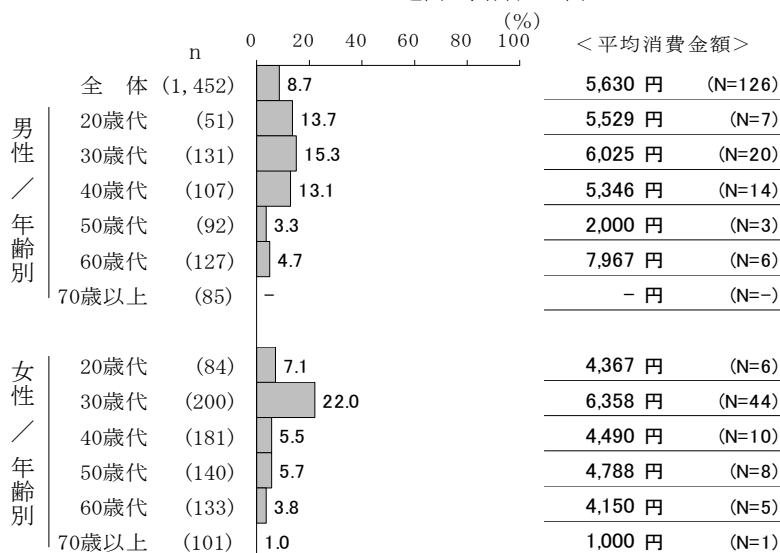 (%)
n 0 20 40 60 80 100 ＜平均消費金額＞
全 体 (1,452) 8.7 5,630 円 (N=126)
男性／年齢別
20歳代 (51) 13.7 5,529 円 (N=7)
30歳代 (131) 15.3 6,025 円 (N=20)
40歳代 (107) 13.1 5,346 円 (N=14)
50歳代 (92) 3.3 2,000 円 (N=3)
60歳代 (127) 4.7 7,967 円 (N=6)
70歳以上 (85) − − 円 (N=−)
女性／年齢別
20歳代 (84) 7.1 4,367 円 (N=6)
30歳代 (200) 22.0 6,358 円 (N=44)
40歳代 (181) 5.5 4,490 円 (N=10)
50歳代 (140) 5.7 4,788 円 (N=8)
60歳代 (133) 3.8 4,150 円 (N=5)
70歳以上 (101) 1.0 1,000 円 (N=1)